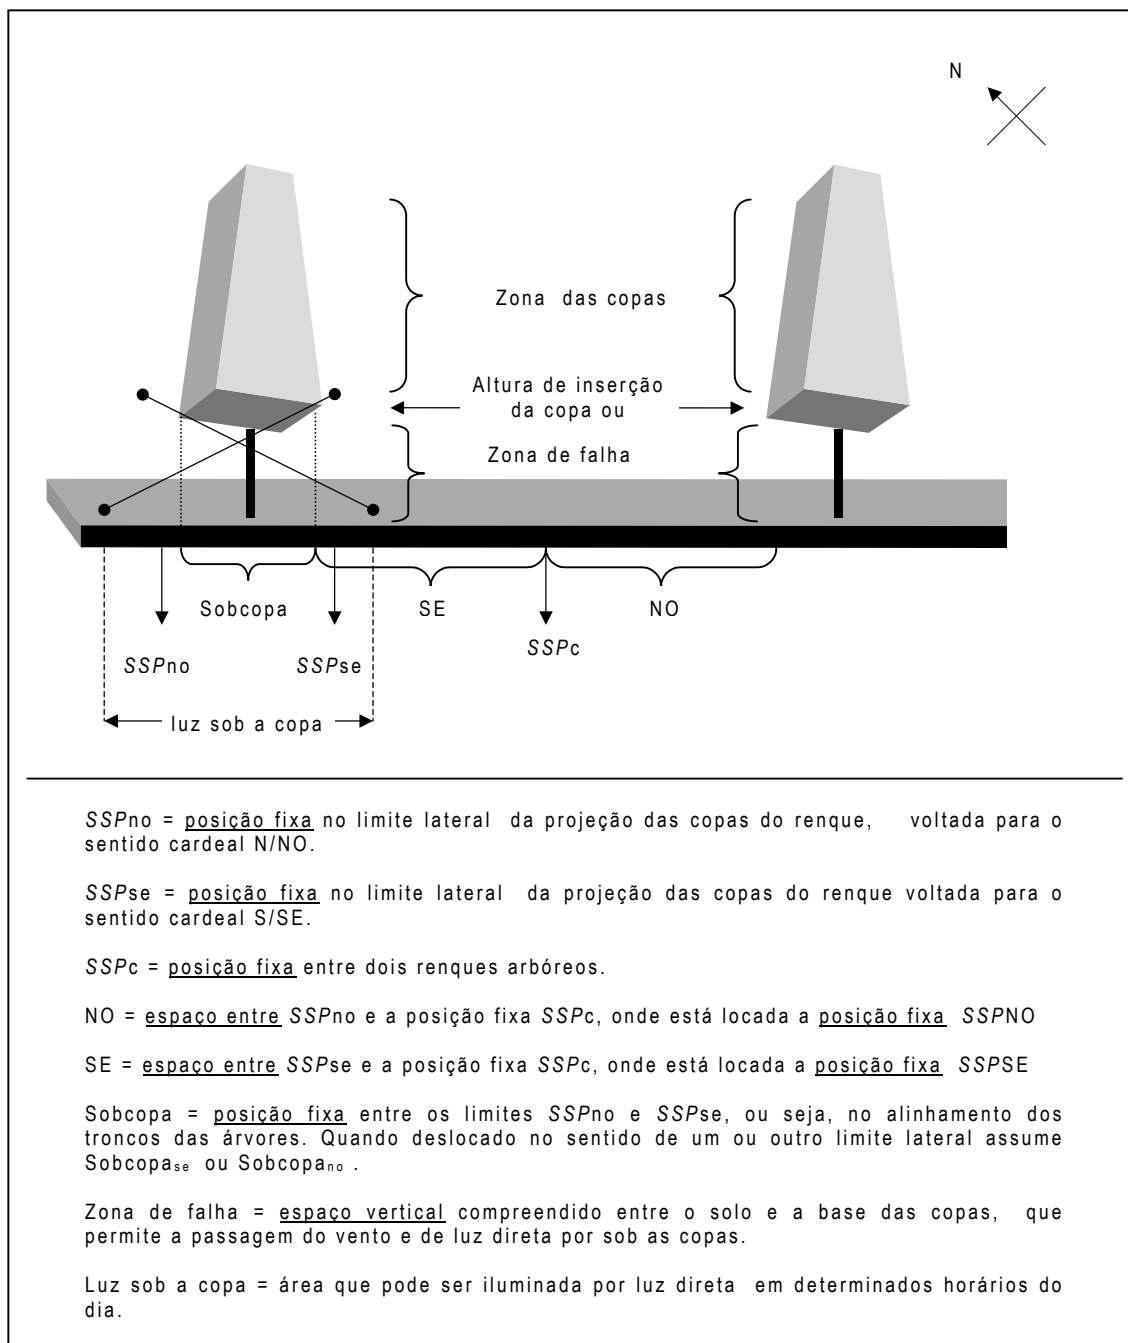 N
Zona das copas
Altura de inserção
da copa ou
Zona de falha
Sobcopa
SE
NO
SSPno
SSPse
SSPc
luz sob a copa
SSPno = posição fixa no limite lateral da projeção das copas do renque, voltada para o
sentido cardeal N/NO.
SSPse = posição fixa no limite lateral da projeção das copas do renque voltada para o
sentido cardeal S/SE.
SSPc = posição fixa entre dois renques arbóreos.
NO = espaço entre SSPno e a posição fixa SSPc, onde está locada a posição fixa SSPNO
SE = espaço entre SSPse e a posição fixa SSPc, onde está locada a posição fixa SSPSE
Sobcopa = posição fixa entre os limites SSPno e SSPse, ou seja, no alinhamento dos
troncos das árvores. Quando deslocado no sentido de um ou outro limite lateral assume
Sobcopase ou Sobcopano .
Zona de falha = espaço vertical compreendido entre o solo e a base das copas, que
permite a passagem do vento e de luz direta por sob as copas.
Luz sob a copa = área que pode ser iluminada por luz direta em determinados horários do
dia.